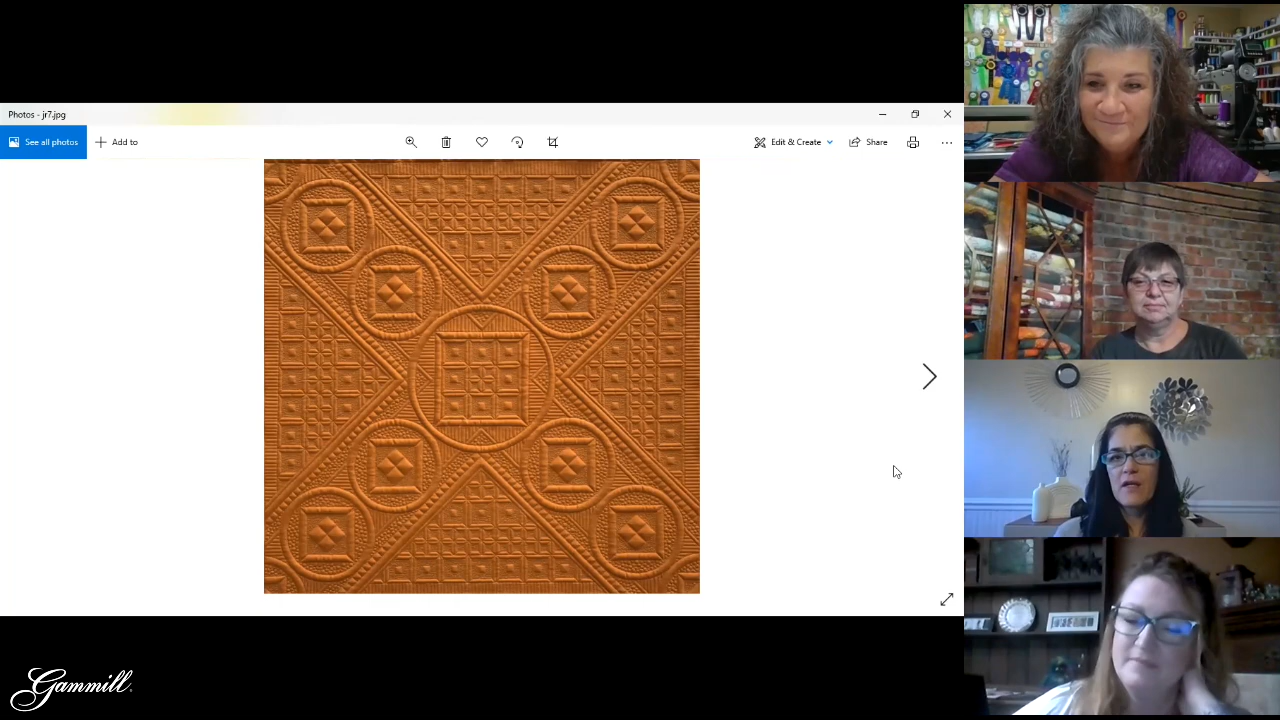 Photos - jr7.jpg
See all photos
Add to
Edit & Create
Share
Gammill